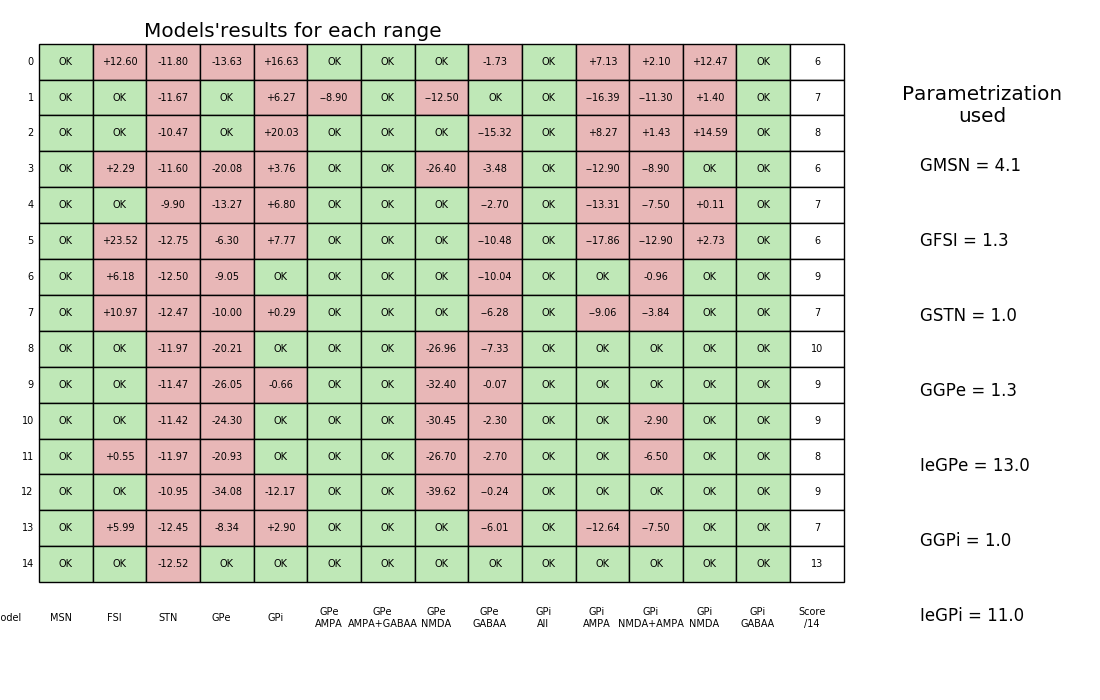 Models'results for each range
0 OK +12.60 -11.80 -13.63 +16.63 OK OK OK -1.73 OK +7.13 +2.10 +12.47 OK 6
1 OK OK -11.67 OK +6.27 −8.90 OK −12.50 OK OK −16.39 −11.30 +1.40 OK 7
2 OK OK -10.47 OK +20.03 OK OK OK −15.32 OK +8.27 +1.43 +14.59 OK 8
3 OK +2.29 -11.60 -20.08 +3.76 OK OK -26.40 -3.48 OK −12.90 −8.90 OK OK 6
4 OK OK -9.90 -13.27 +6.80 OK OK OK −2.70 OK −13.31 −7.50 +0.11 OK 7
5 OK +23.52 -12.75 -6.30 +7.77 OK OK OK −10.48 OK −17.86 −12.90 +2.73 OK 6
6 OK +6.18 -12.50 -9.05 OK OK OK OK −10.04 OK OK -0.96 OK OK 9
7 OK +10.97 -12.47 -10.00 +0.29 OK OK OK −6.28 OK −9.06 −3.84 OK OK 7
8 OK OK -11.97 -20.21 OK OK OK -26.96 −7.33 OK OK OK OK OK 10
9 OK OK -11.47 -26.05 -0.66 OK OK -32.40 -0.07 OK OK OK OK OK 9
10 OK OK -11.42 -24.30 OK OK OK -30.45 -2.30 OK OK -2.90 OK OK 9
11 OK +0.55 -11.97 -20.93 OK OK OK -26.70 -2.70 OK OK -6.50 OK OK 8
12 OK OK -10.95 -34.08 -12.17 OK OK -39.62 −0.24 OK OK OK OK OK 9
13 OK +5.99 -12.45 -8.34 +2.90 OK OK OK −6.01 OK −12.64 −7.50 OK OK 7
14 OK OK -12.52 OK OK OK OK OK OK OK OK OK OK OK 13
odel MSN FSI STN GPe GPi GPe AMPA GPe AMPA+GABAA GPe NMDA GPe GABAA GPi All GPi AMPA GPi NMDA+AMPA GPi NMDA GPi GABAA Score /14
Parametrization
used
GMSN = 4.1
GFSI = 1.3
GSTN = 1.0
GGPe = 1.3
IeGPe = 13.0
GGPi = 1.0
IeGPi = 11.0